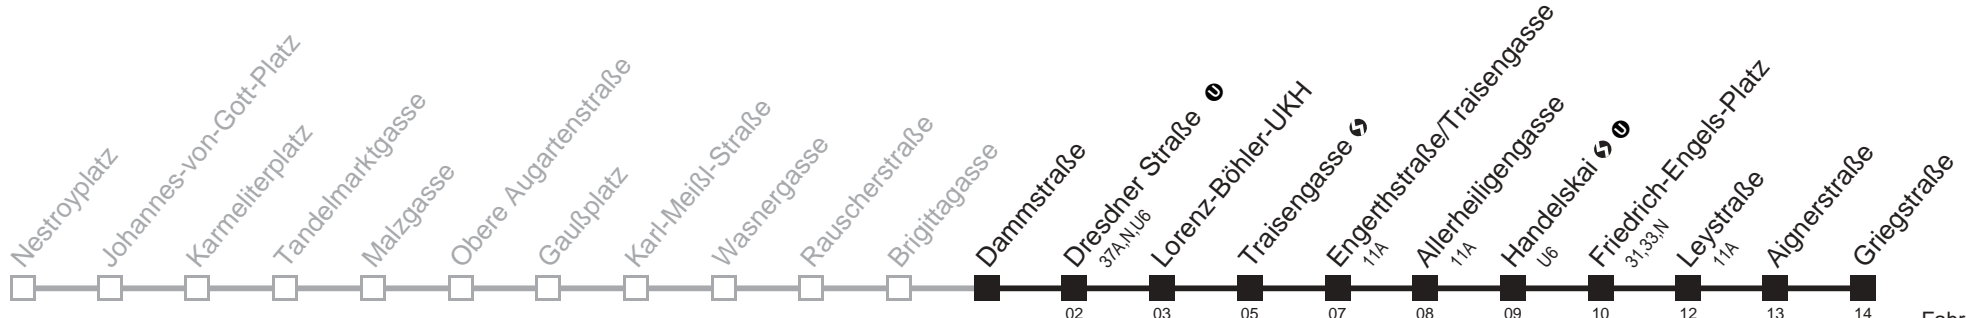 Nestroyplatz
Johannes-von-Gott-Platz
Karmeliterplatz
Tandelmarktgasse
Malzgasse
Obere Augartenstraße
Gaußplatz
Karl-Meißl-Straße
Wasnergasse
Rauscherstraße
Brigittagasse
Dammstraße
Dresdner Straße U
37A,N,U6
Lorenz-Böhler-UKH
Traisengasse
Engerthstraße/Traisengasse
11A
Allerheiligengasse
11A
Handelskai U
U6
Friedrich-Engels-Platz
31,33,N
Leystraße
11A
Aignerstraße
Griegstraße
02 03 05 07 08 09 10 12 13 14